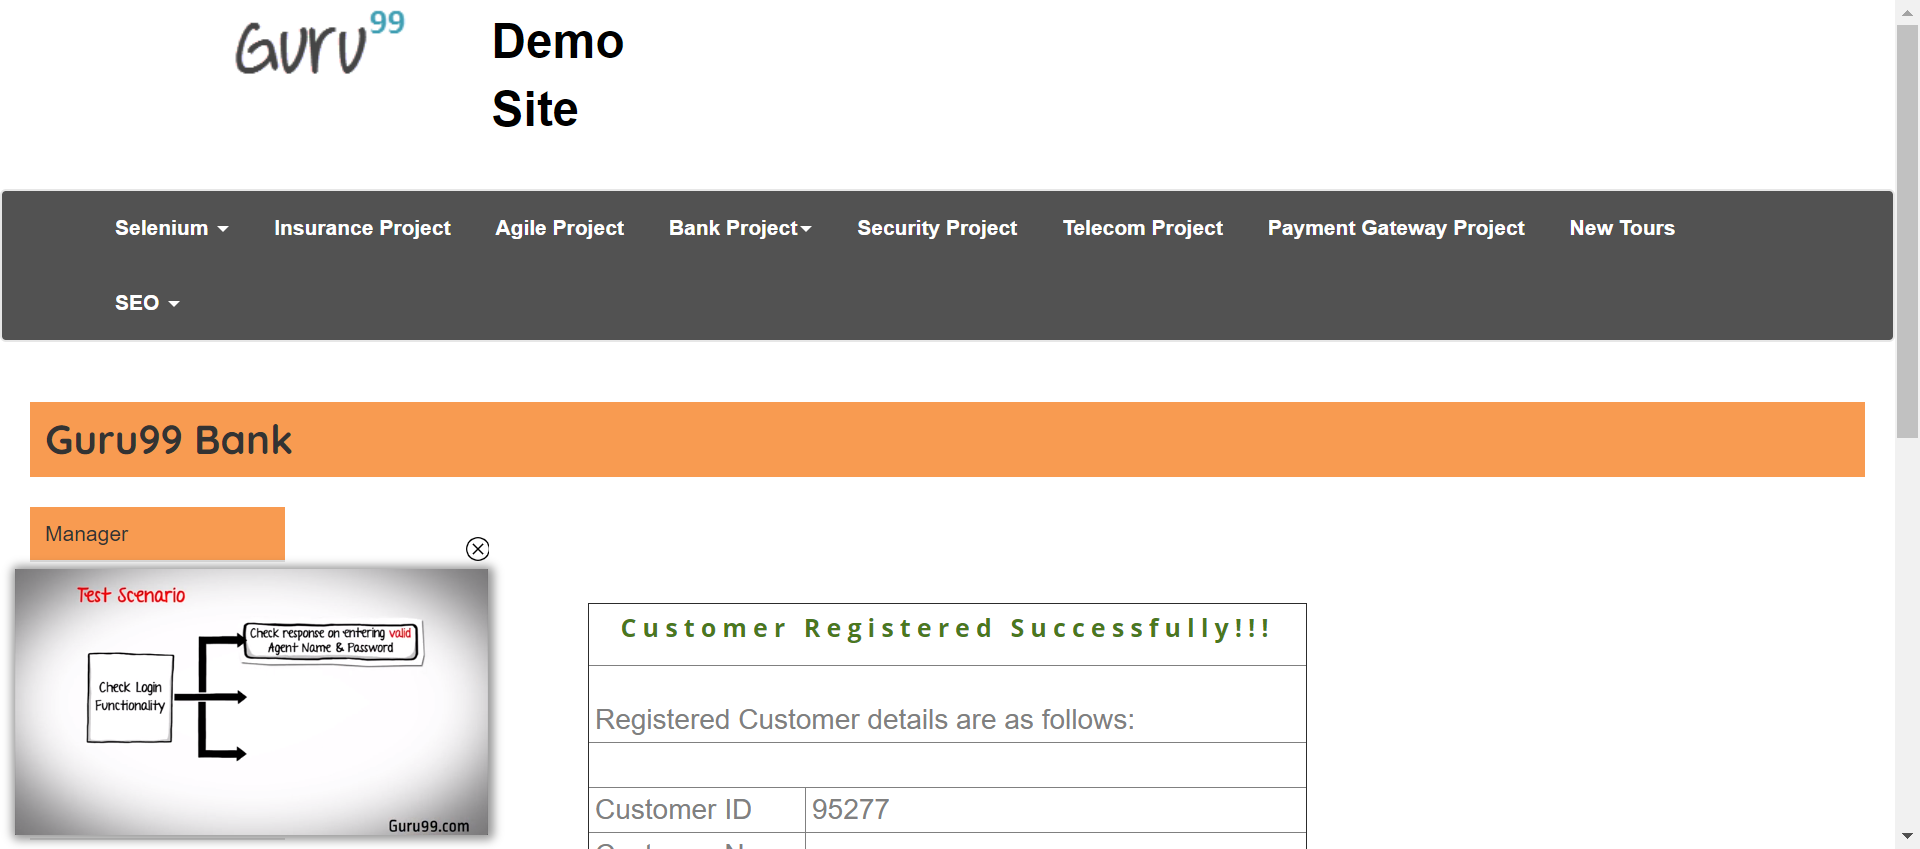 Guru99
Demo
Site
Selenium
Insurance Project
Agile Project
Bank Project
Security Project
Telecom Project
Payment Gateway Project
New Tours
SEO
Guru99 Bank
Manager
Test Scenario
Check response on entering valid
Agent Name & Password
Check Login
Functionality
Guru99.com
Customer Registered Successfully!!!
Registered Customer details are as follows:
Customer ID 95277